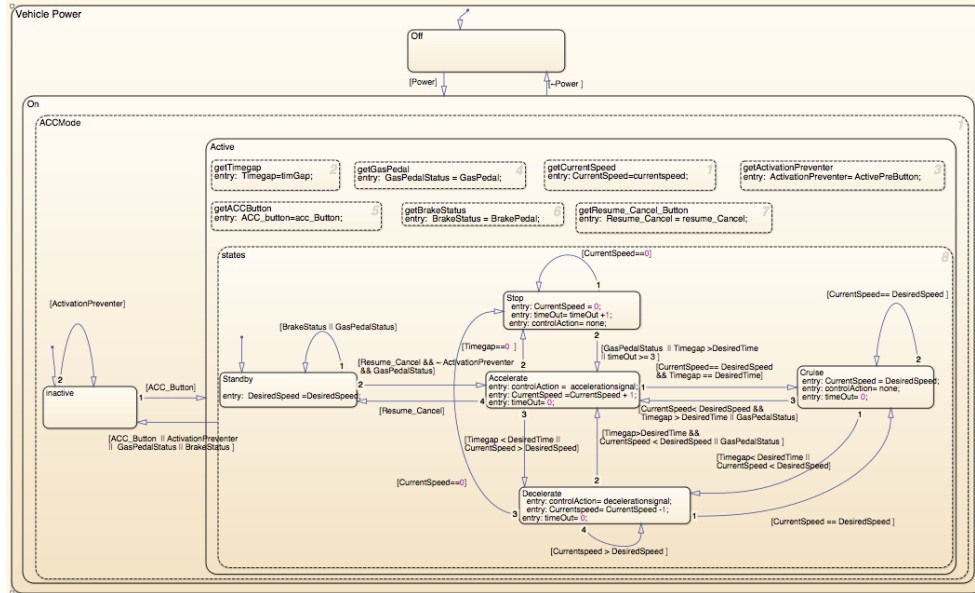 Vehicle Power
Off
[Power]
[~Power ]
On
ACCMode
1
Active
getTimegap
2
entry: Timegap=timGap;
getGasPedal
4
entry: GasPedalStatus = GasPedal;
getCurrentSpeed
1
entry: CurrentSpeed=currentspeed;
getActivationPreventer
3
entry: ActivationPreventer= ActivePreButton;
getACCButton
5
entry: ACC_button=acc_Button;
getBrakeStatus
6
entry: BrakeStatus = BrakePedal;
getResume_Cancel_Button
7
entry: Resume_Cancel = resume_Cancel;
states
8
[CurrentSpeed==0]
1
Stop
entry: CurrentSpeed = 0;
entry: timeOut= timeOut +1;
entry: controlAction= none;
2
[GasPedalStatus || Timegap >DesiredTime
|| timeOut >= 3 ]
[Timegap==0 ]
2
[CurrentSpeed== DesiredSpeed ]
2
[ActivationPreventer]
2
inactive
1
[ACC_Button]
[ACC_Button || ActivationPreventer
|| GasPedalStatus || BrakeStatus ]
[BrakeStatus || GasPedalStatus]
1
Standby
entry: DesiredSpeed =DesiredSpeed;
2
[Resume_Cancel && ~ ActivationPreventer
&& GasPedalStatus]
[Resume_Cancel]
4
Accelerate
entry: controlAction = accelerationsignal;
entry: CurrentSpeed =CurrentSpeed + 1;
entry: timeOut= 0;
1
[CurrentSpeed== DesiredSpeed
&& Timegap == DesiredTime]
Cruise
entry: CurrentSpeed = DesiredSpeed;
entry: controlAction= none;
entry: timeOut= 0;
3
CurrentSpeed< DesiredSpeed &&
Timegap > DesiredTime || GasPedalStatus]
3
[Timegap < DesiredTime ||
CurrentSpeed > DesiredSpeed]
[Timegap>DesiredTime &&
CurrentSpeed < DesiredSpeed || GasPedalStatus ]
2
1
[Timegap< DesiredTime ||
CurrentSpeed < DesiredSpeed]
[CurrentSpeed==0]
3
Decelerate
entry: controlAction= decelerationsignal;
entry: Currentspeed= CurrentSpeed -1;
entry: timeOut= 0;
1
[CurrentSpeed == DesiredSpeed ]
4
[Currentspeed > DesiredSpeed ]